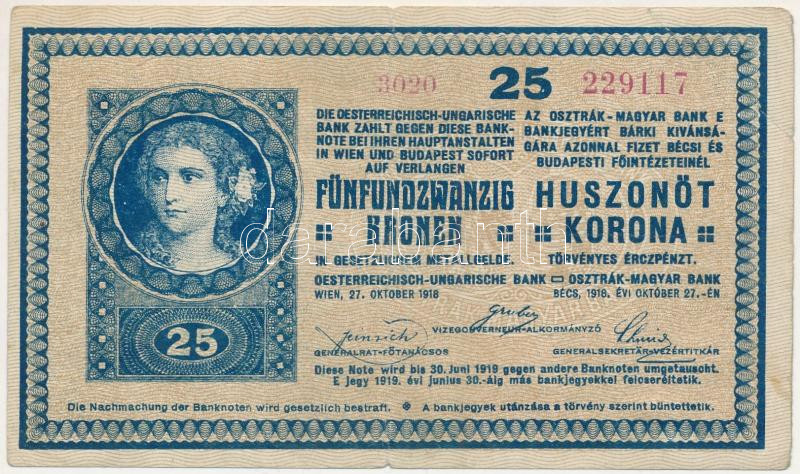 3020 25 229117
DIE OESTERREICHISCH-UNGARISCHE
BANK ZAHLT GEGEN DIESE BANK-
NOTE BEI IHREN HAUPTANSTALTEN
IN WIEN UND BUDAPEST SOFORT
AUF VERLANGEN
FÜNFUNDZWANZIG
KRONEN
IN GESETZLICHEM METALLGELDE.
AZ OSZTRÁK-MAGYAR BANK E
BANKJEGYÉRT BÁRKI KIVÁNSÁ-
GÁRA AZONNAL FIZET BÉCSI ÉS
BUDAPESTI FŐINTÉZETEINÉL
HUSZONÖT
KORONA
TÖRVÉNYES ÉRCZPÉNZT.
OESTERREICHISCH-UNGARISCHE BANK OSZTRÁK-MAGYAR BANK
WIEN, 27. OKTOBER 1918 BÉCS, 1918. ÉVI OKTÓBER 27.-ÉN
Gruber
VIZEGOUVERNEUR-ALKORMÁNYZÓ
GENERALRAT-FŐTANÁCSOS GENERALSEKRETÄR-VEZÉRTITKÁR
Diese Note wird bis 30. Juni 1919 gegen andere Banknoten umgetauscht.
E jegy 1919. évi junius 30.-áig más bankjegyekkel felcseréltetik.
25
Die Nachmachung der Banknoten wird gesetzlich bestraft. A bankjegyek utánzása a törvény szerint büntettetik.
darabanth